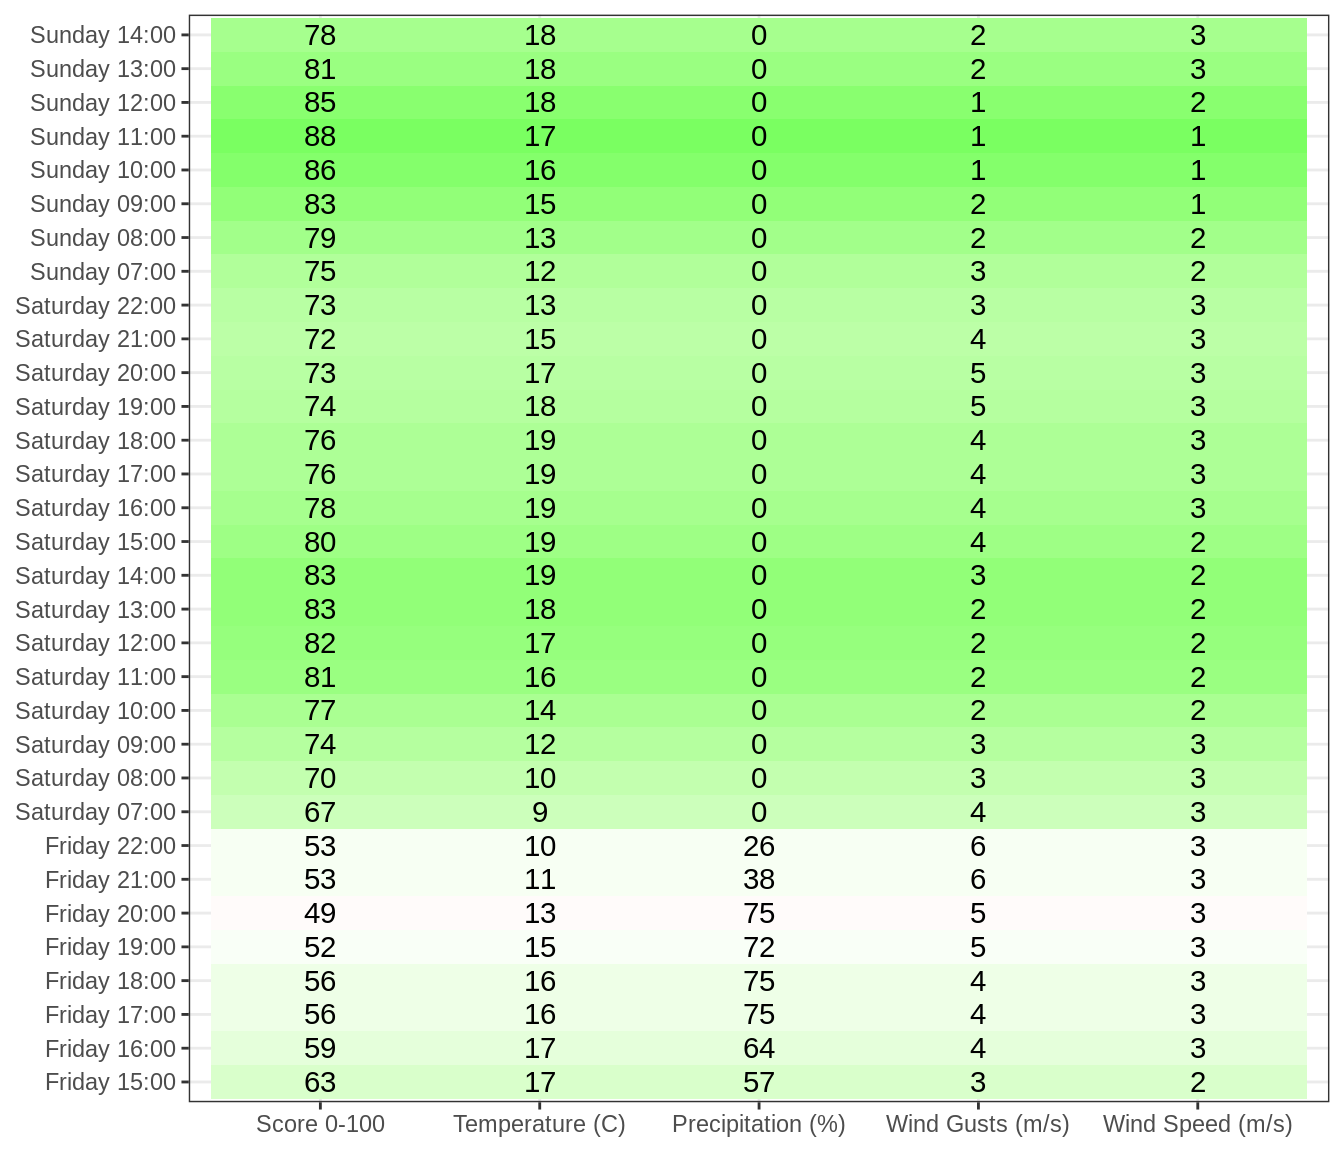 Sunday 14:00 78 18 0 2 3
Sunday 13:00 81 18 0 2 3
Sunday 12:00 85 18 0 1 2
Sunday 11:00 88 17 0 1 1
Sunday 10:00 86 16 0 1 1
Sunday 09:00 83 15 0 2 1
Sunday 08:00 79 13 0 2 2
Sunday 07:00 75 12 0 3 2
Saturday 22:00 73 13 0 3 3
Saturday 21:00 72 15 0 4 3
Saturday 20:00 73 17 0 5 3
Saturday 19:00 74 18 0 5 3
Saturday 18:00 76 19 0 4 3
Saturday 17:00 76 19 0 4 3
Saturday 16:00 78 19 0 4 3
Saturday 15:00 80 19 0 4 2
Saturday 14:00 83 19 0 3 2
Saturday 13:00 83 18 0 2 2
Saturday 12:00 82 17 0 2 2
Saturday 11:00 81 16 0 2 2
Saturday 10:00 77 14 0 2 2
Saturday 09:00 74 12 0 3 3
Saturday 08:00 70 10 0 3 3
Saturday 07:00 67 9 0 4 3
Friday 22:00 53 10 26 6 3
Friday 21:00 53 11 38 6 3
Friday 20:00 49 13 75 5 3
Friday 19:00 52 15 72 5 3
Friday 18:00 56 16 75 4 3
Friday 17:00 56 16 75 4 3
Friday 16:00 59 17 64 4 3
Friday 15:00 63 17 57 3 2
Score 0-100 Temperature (C) Precipitation (%) Wind Gusts (m/s) Wind Speed (m/s)